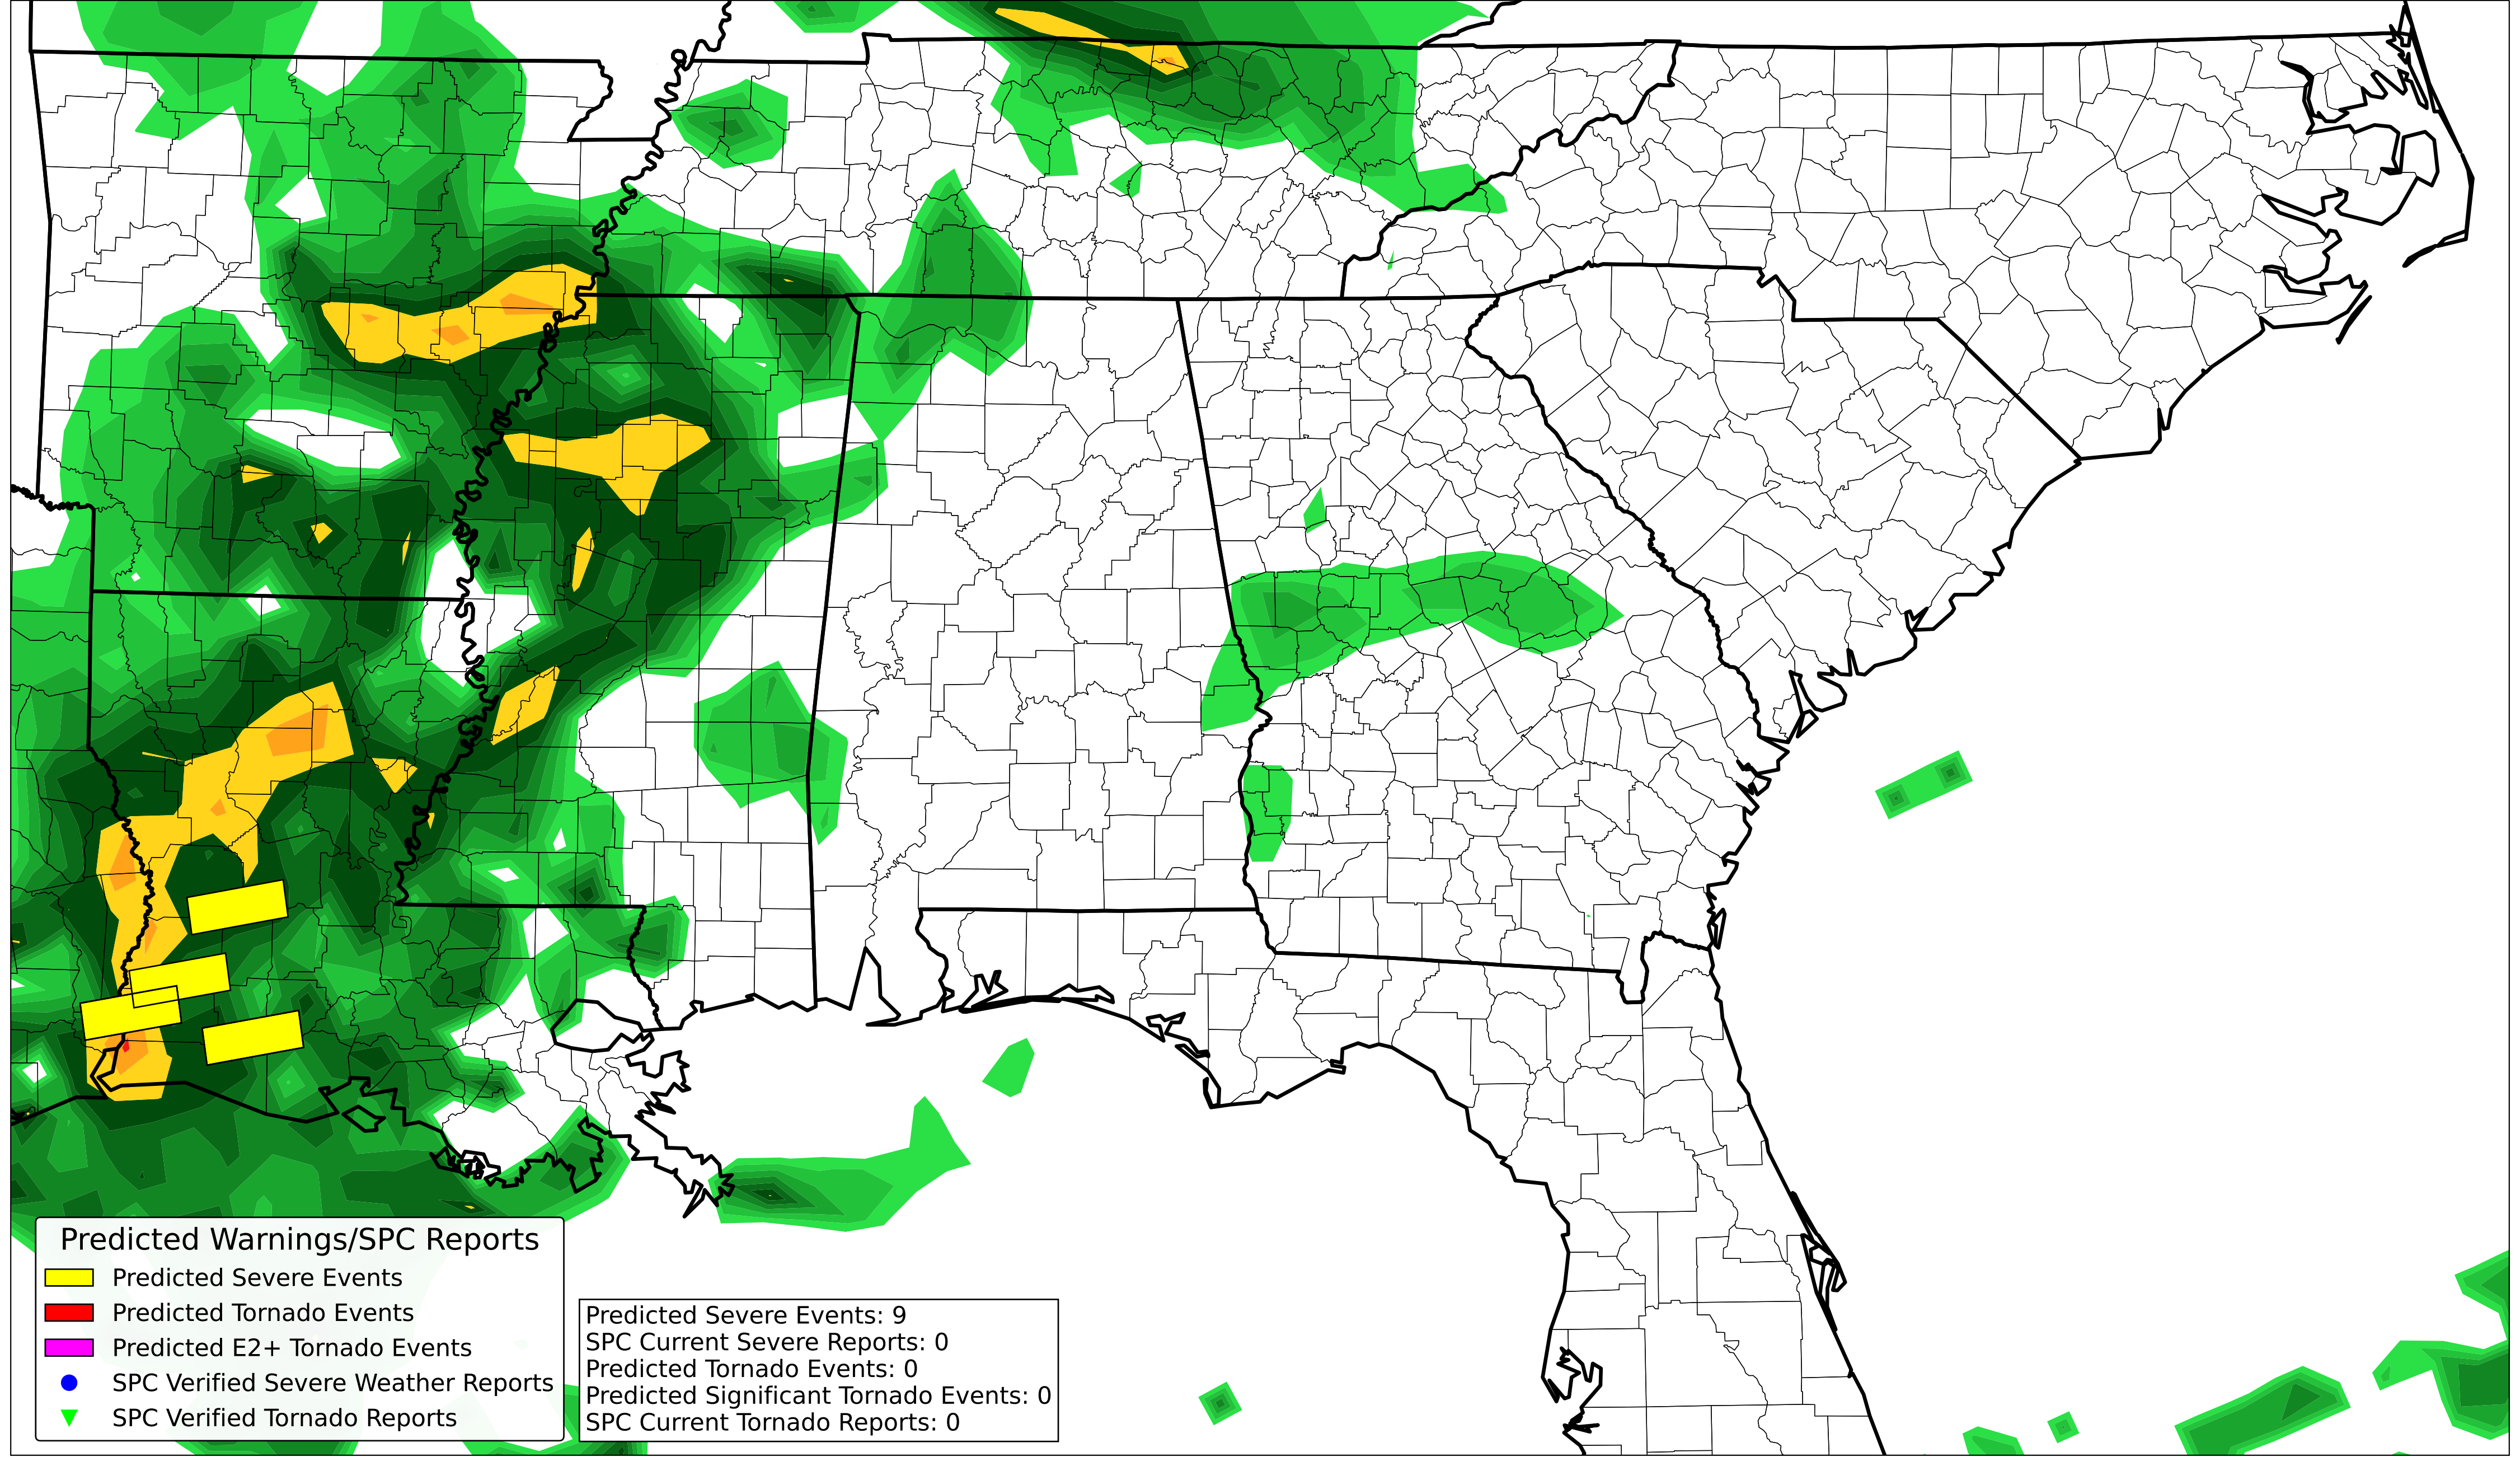 Predicted Warnings/SPC Reports
Predicted Severe Events
Predicted Tornado Events
Predicted E2+ Tornado Events
SPC Verified Severe Weather Reports
SPC Verified Tornado Reports
Predicted Severe Events: 9
SPC Current Severe Reports: 0
Predicted Tornado Events: 0
Predicted Significant Tornado Events: 0
SPC Current Tornado Reports: 0